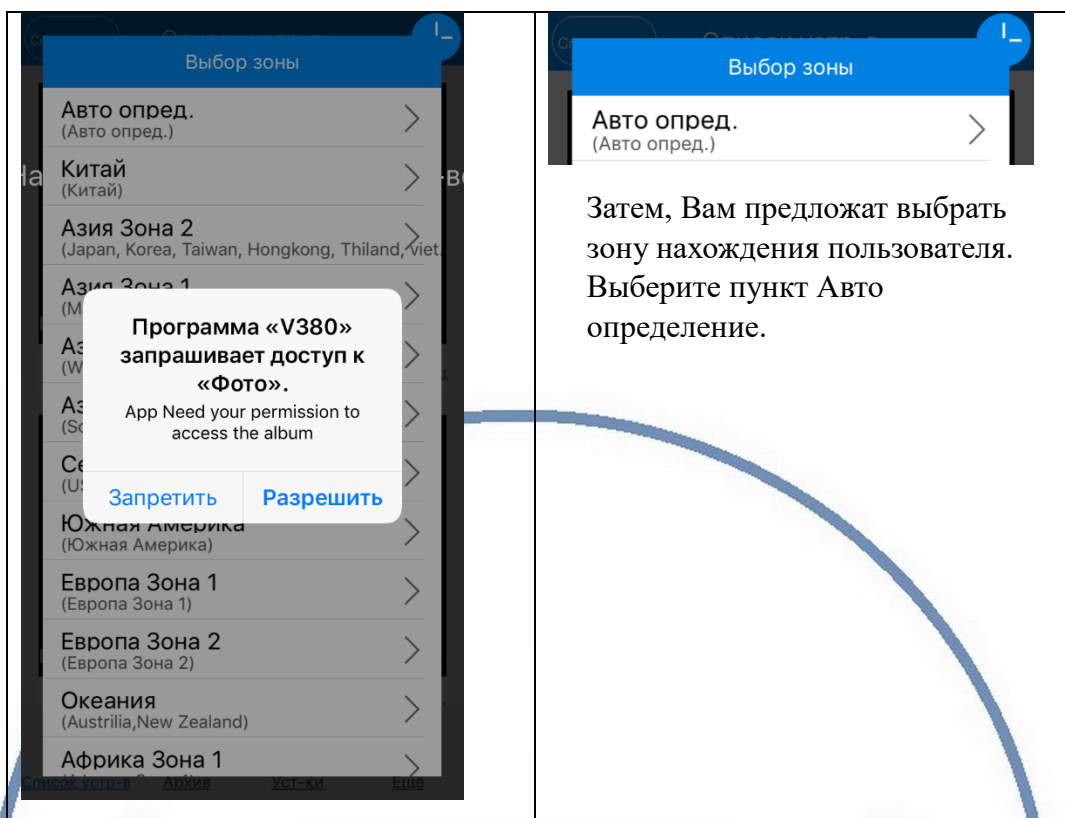 Выбор зоны
Авто опред.
(Авто опред.)
Китай
(Китай)
Азия Зона 2
(Japan, Korea, Taiwan, Hongkong, Thiland, Viet.
Азия Зона 1
Программа «V380»
запрашивает доступ к
«Фото».
App Need your permission to
access the album
Запретить Разрешить
Южная Америка
(Южная Америка)
Европа Зона 1
(Европа Зона 1)
Европа Зона 2
(Европа Зона 2)
Океания
(Austrilia,New Zealand)
Африка Зона 1
Список устр-в Архив Уст-ки Еще
Выбор зоны
Авто опред.
(Авто опред.)
Затем, Вам предложат выбрать
зону нахождения пользователя.
Выберите пункт Авто
определение.